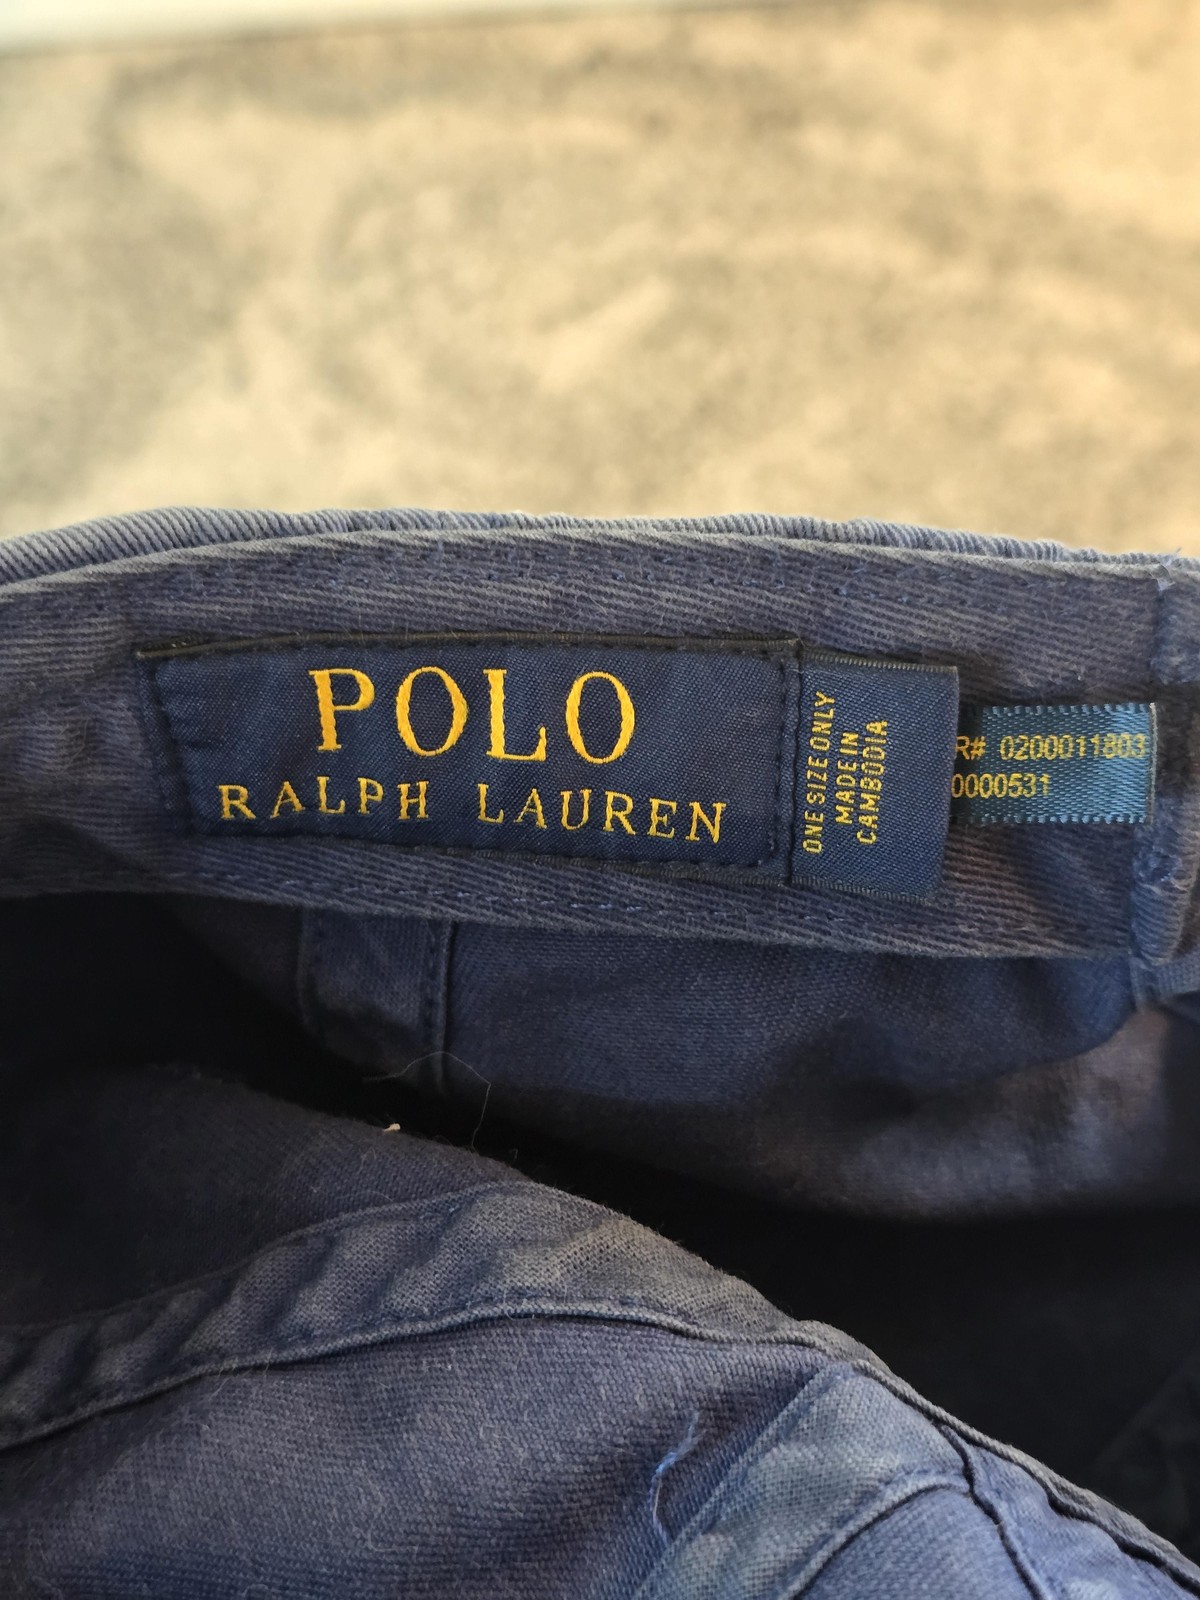 POLO
RALPH LAUREN
ONE SIZE ONLY
MADE IN
CAMBODIA
R# 0200011803
0000531